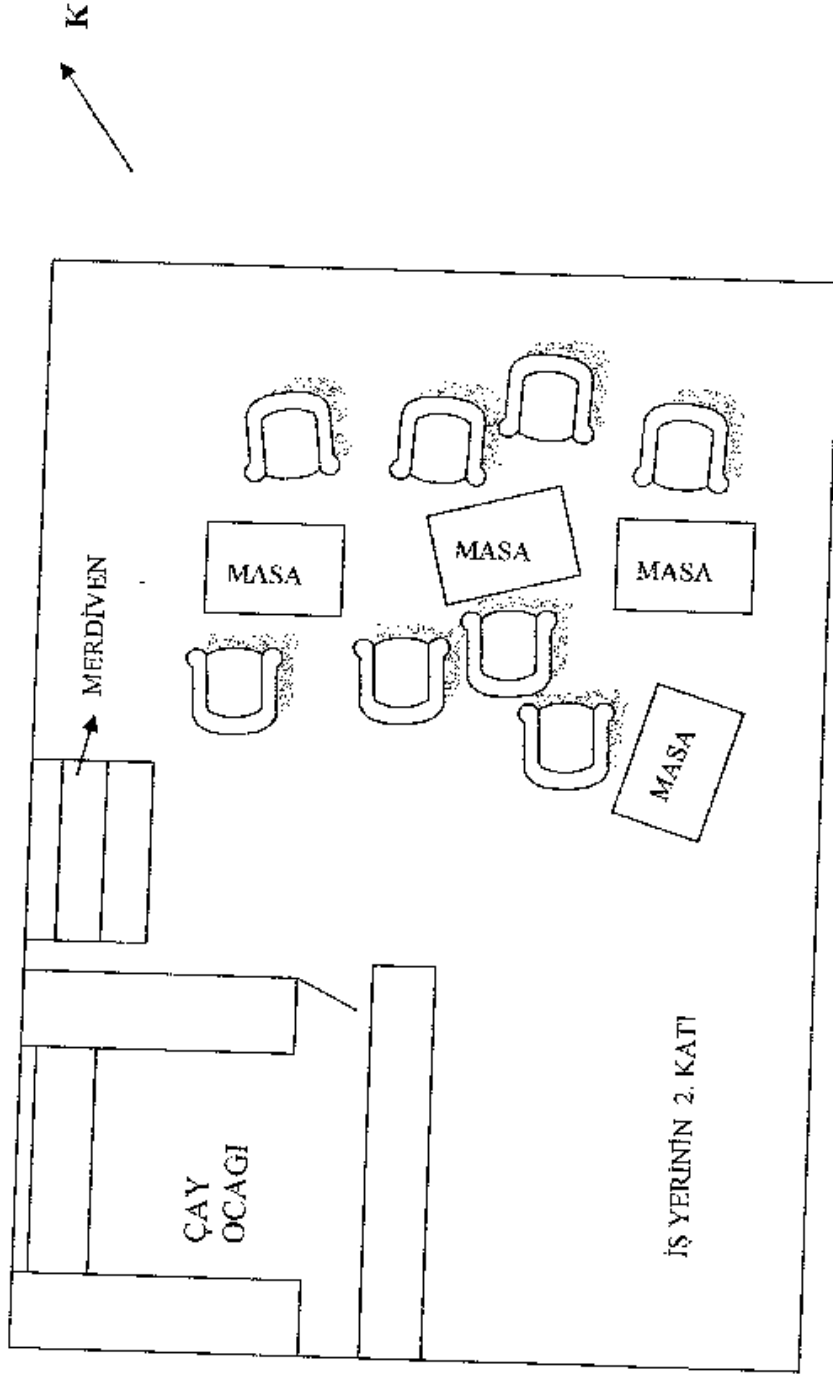 K
MERDİVEN
MASA
MASA
MASA
MASA
ÇAY
OCAGI
İŞ YERİNİN 2. KATI